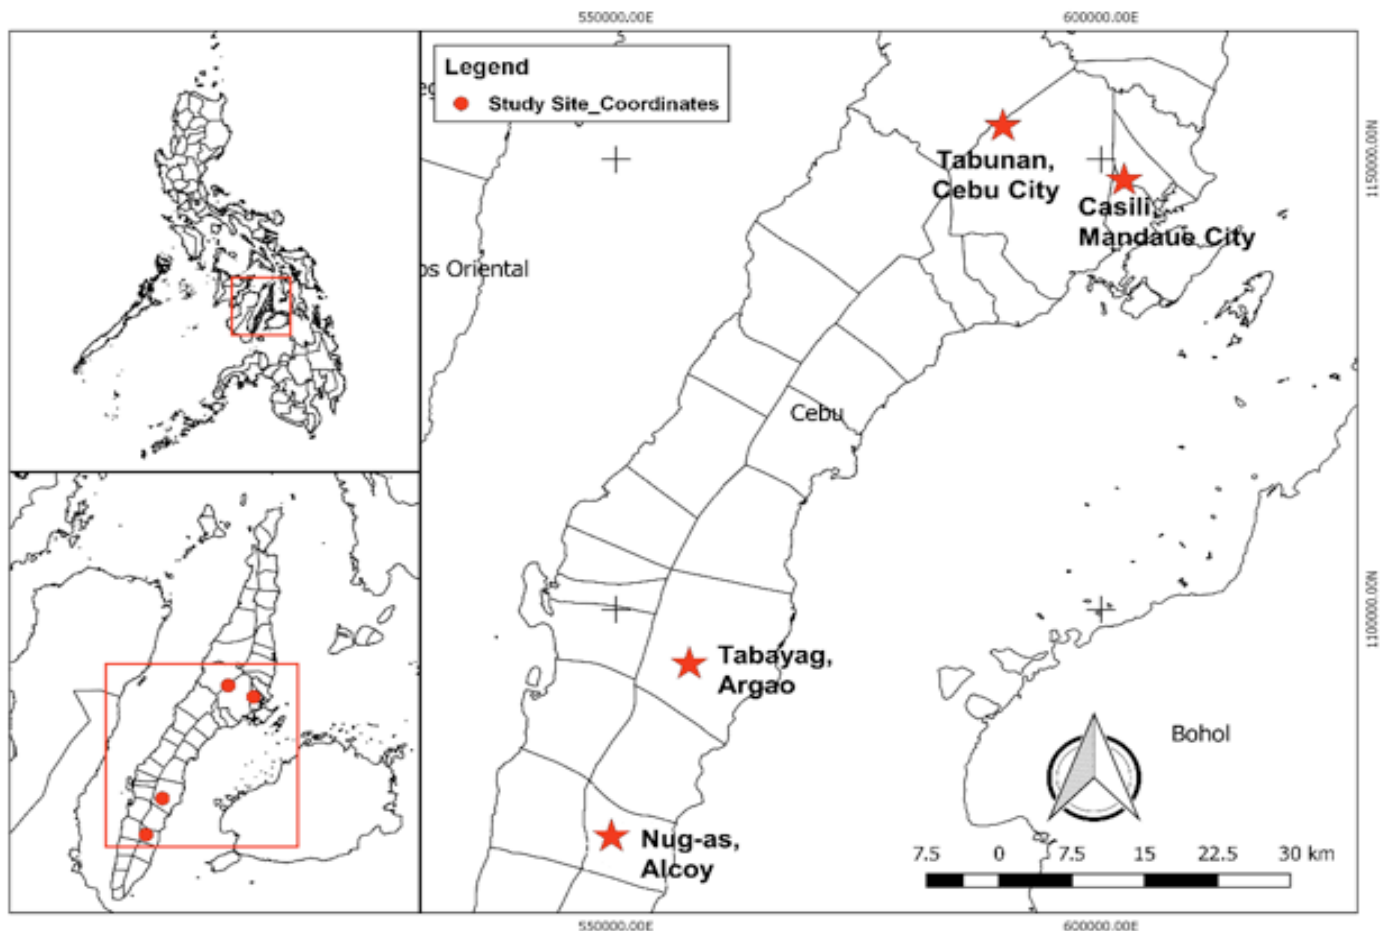 550000.00E
600000.00E
Legend
Study Site_Coordinates
Tabunan,
Cebu City
1150000.00N
Casili,
Mandaue City
os Oriental
Cebu
1100000.00N
Tabayag,
Argao
Bohol
Nug-as,
Alcoy
7.5 0 7.5 15 22.5 30 km
550000.00E
600000.00E